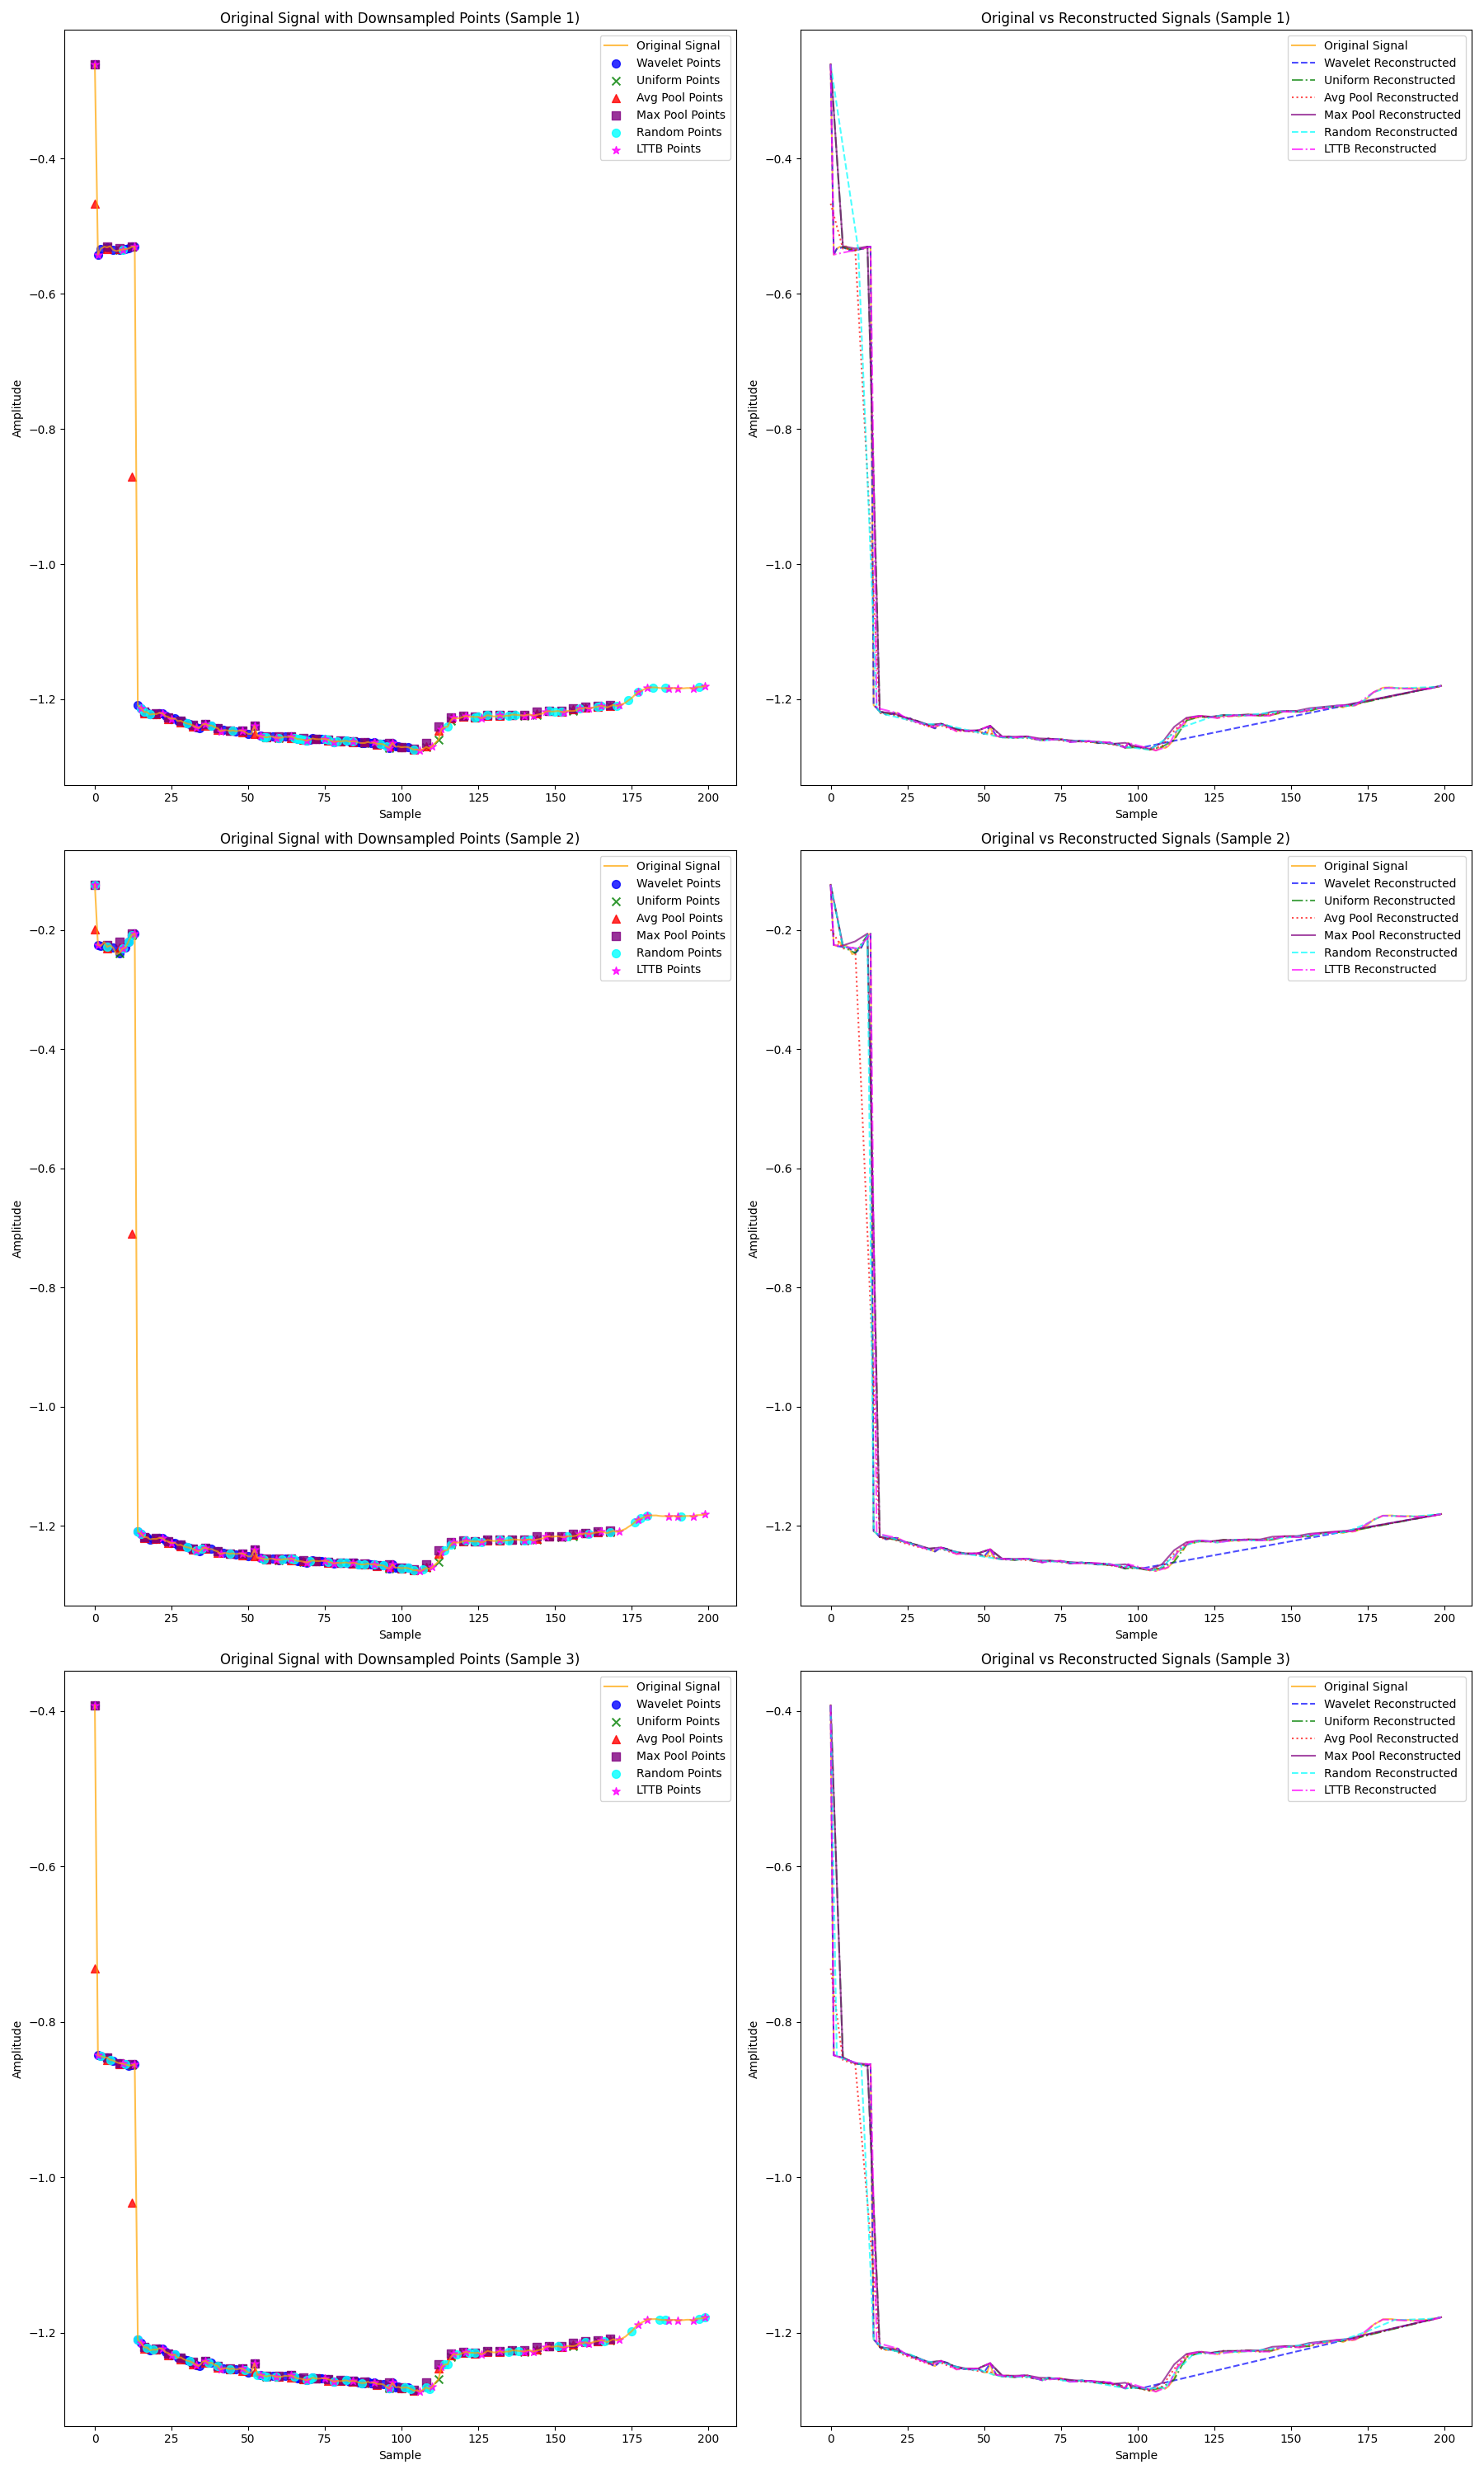 Original Signal with Downsampled Points (Sample 1)
Original Signal
Wavelet Points
Uniform Points
Avg Pool Points
Max Pool Points
Random Points
LTTB Points
Amplitude
−0.4
−0.6
−0.8
−1.0
−1.2
0 25 50 75 100 125 150 175 200
Sample
Original vs Reconstructed Signals (Sample 1)
Original Signal
Wavelet Reconstructed
Uniform Reconstructed
Avg Pool Reconstructed
Max Pool Reconstructed
Random Reconstructed
LTTB Reconstructed
Amplitude
−0.4
−0.6
−0.8
−1.0
−1.2
0 25 50 75 100 125 150 175 200
Sample
Original Signal with Downsampled Points (Sample 2)
Original Signal
Wavelet Points
Uniform Points
Avg Pool Points
Max Pool Points
Random Points
LTTB Points
Amplitude
−0.2
−0.4
−0.6
−0.8
−1.0
−1.2
0 25 50 75 100 125 150 175 200
Sample
Original vs Reconstructed Signals (Sample 2)
Original Signal
Wavelet Reconstructed
Uniform Reconstructed
Avg Pool Reconstructed
Max Pool Reconstructed
Random Reconstructed
LTTB Reconstructed
Amplitude
−0.2
−0.4
−0.6
−0.8
−1.0
−1.2
0 25 50 75 100 125 150 175 200
Sample
Original Signal with Downsampled Points (Sample 3)
Original Signal
Wavelet Points
Uniform Points
Avg Pool Points
Max Pool Points
Random Points
LTTB Points
Amplitude
−0.4
−0.6
−0.8
−1.0
−1.2
0 25 50 75 100 125 150 175 200
Sample
Original vs Reconstructed Signals (Sample 3)
Original Signal
Wavelet Reconstructed
Uniform Reconstructed
Avg Pool Reconstructed
Max Pool Reconstructed
Random Reconstructed
LTTB Reconstructed
Amplitude
−0.4
−0.6
−0.8
−1.0
−1.2
0 25 50 75 100 125 150 175 200
Sample